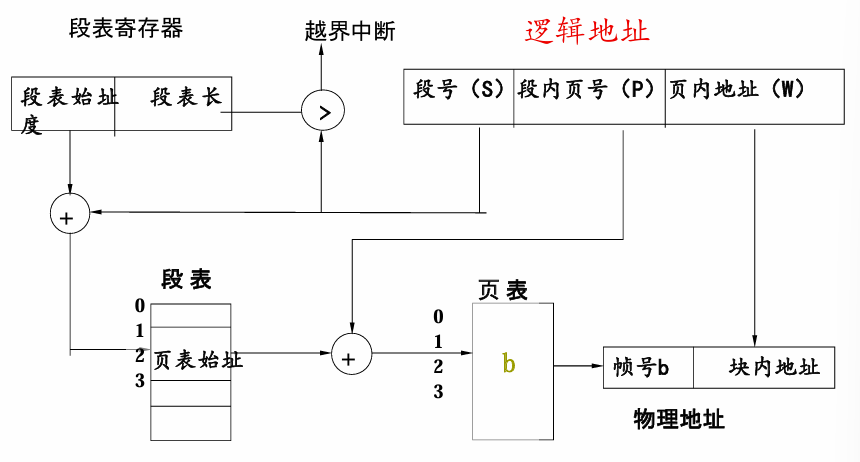 段表寄存器
越界中断
逻辑地址
段表始址 段表长
度
>
段号（S）
段内页号（P）
页内地址（W）
+
段 表
0
1
2
3
页表始址
+
页 表
0
1
2
3
b
帧号b
块内地址
物理地址